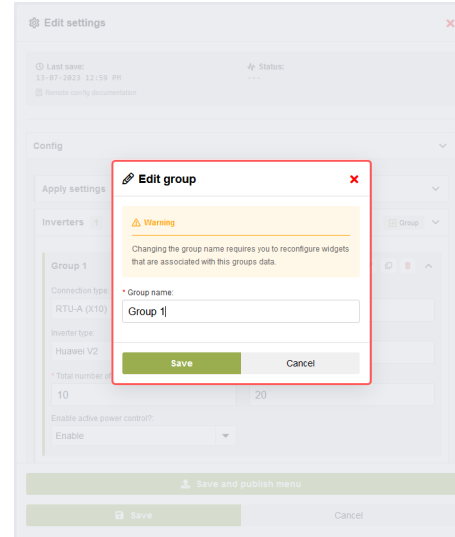 Edit settings
Last save:
Status:
13-07-2023 12:59 PM
---
Remote config documentation
Config
Apply settings
Inverters 1
Group
Group 1
Connection type:
RTU-A (X10)
Inverter type:
Huawei V2
* Total number of
10
20
Enable active power control?:
Enable
Edit group
Warning
Changing the group name requires you to reconfigure widgets
that are associated with this groups data.
* Group name:
Group 1
Save
Cancel
Save and publish menu
Save
Cancel